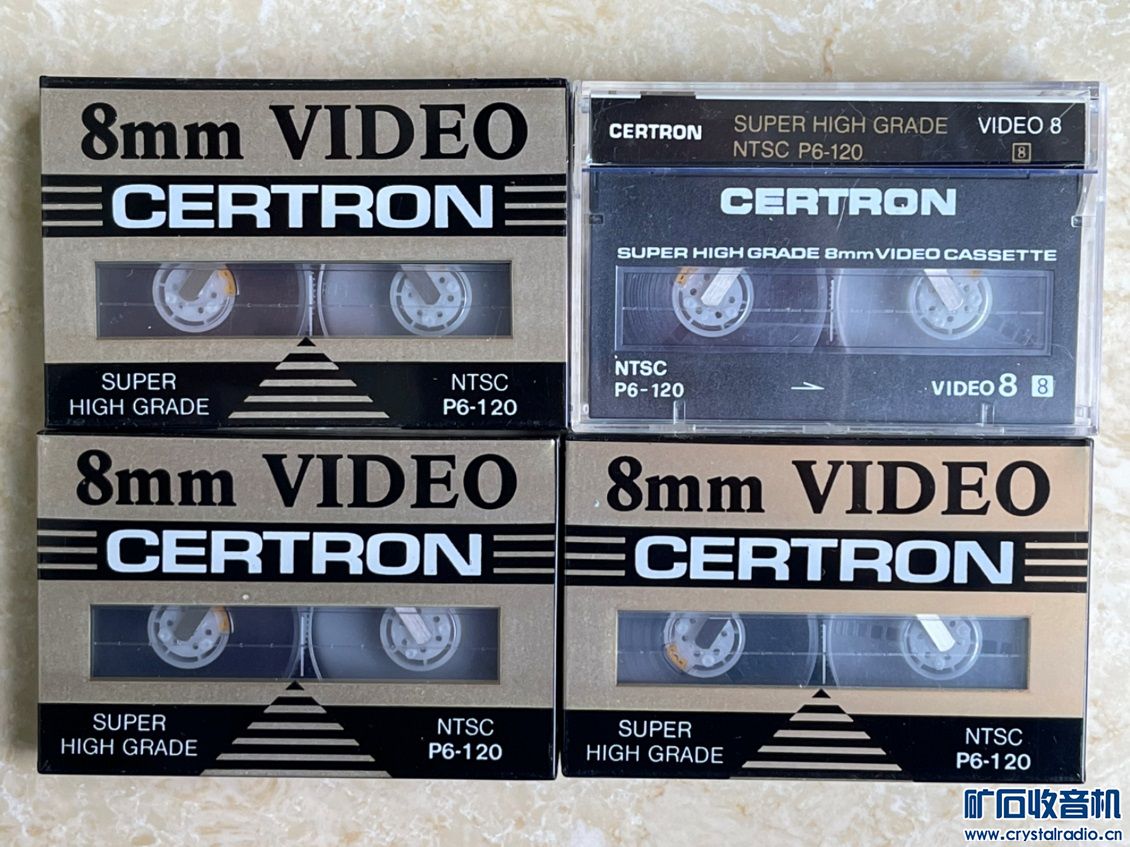 8mm VIDEO
CERTRON
SUPER
HIGH GRADE
NTSC
P6-120
CERTRON
SUPER HIGH GRADE
NTSC P6-120
VIDEO 8
8
CERTRON
SUPER HIGH GRADE 8mm VIDEO CASSETTE
NTSC
P6-120
VIDEO 8 8
8mm VIDEO
CERTRON
SUPER
HIGH GRADE
NTSC
P6-120
8mm VIDEO
CERTRON
SUPER
HIGH GRADE
NTSC
P6-120
矿石收音机
www.crystalradio.cn